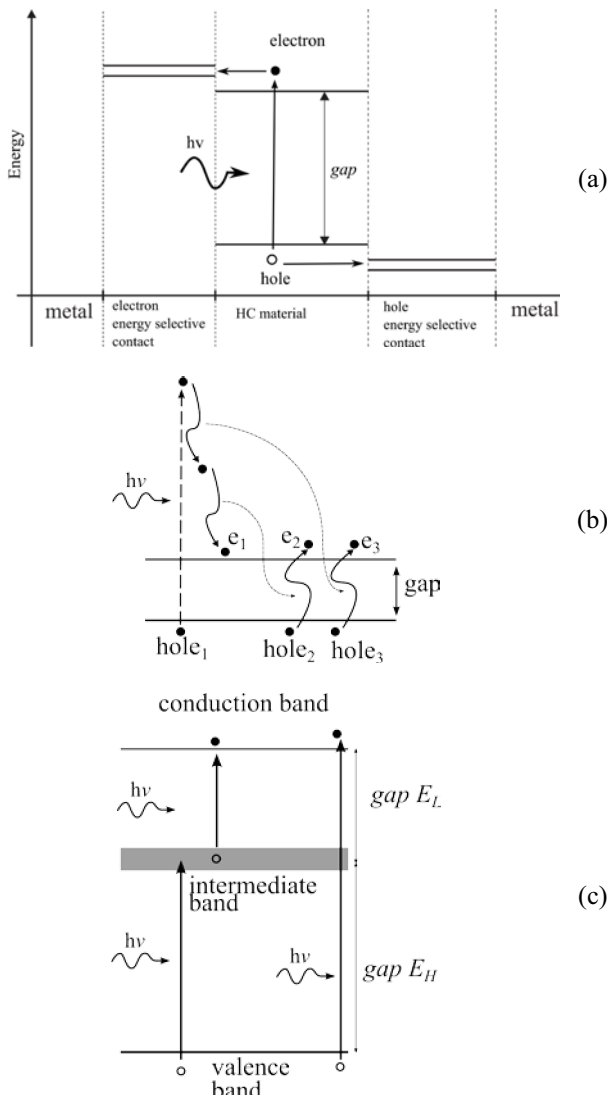 electron
Energy
hν
gap
(a)
hole
metal
electron
energy selective
contact
HC material
hole
energy selective
contact
metal
hν
(b)
e1
e2
e3
gap
hole1
hole2
hole3
conduction band
hν
gap EL
intermediate
band
(c)
hν
hν
gap EH
valence
band